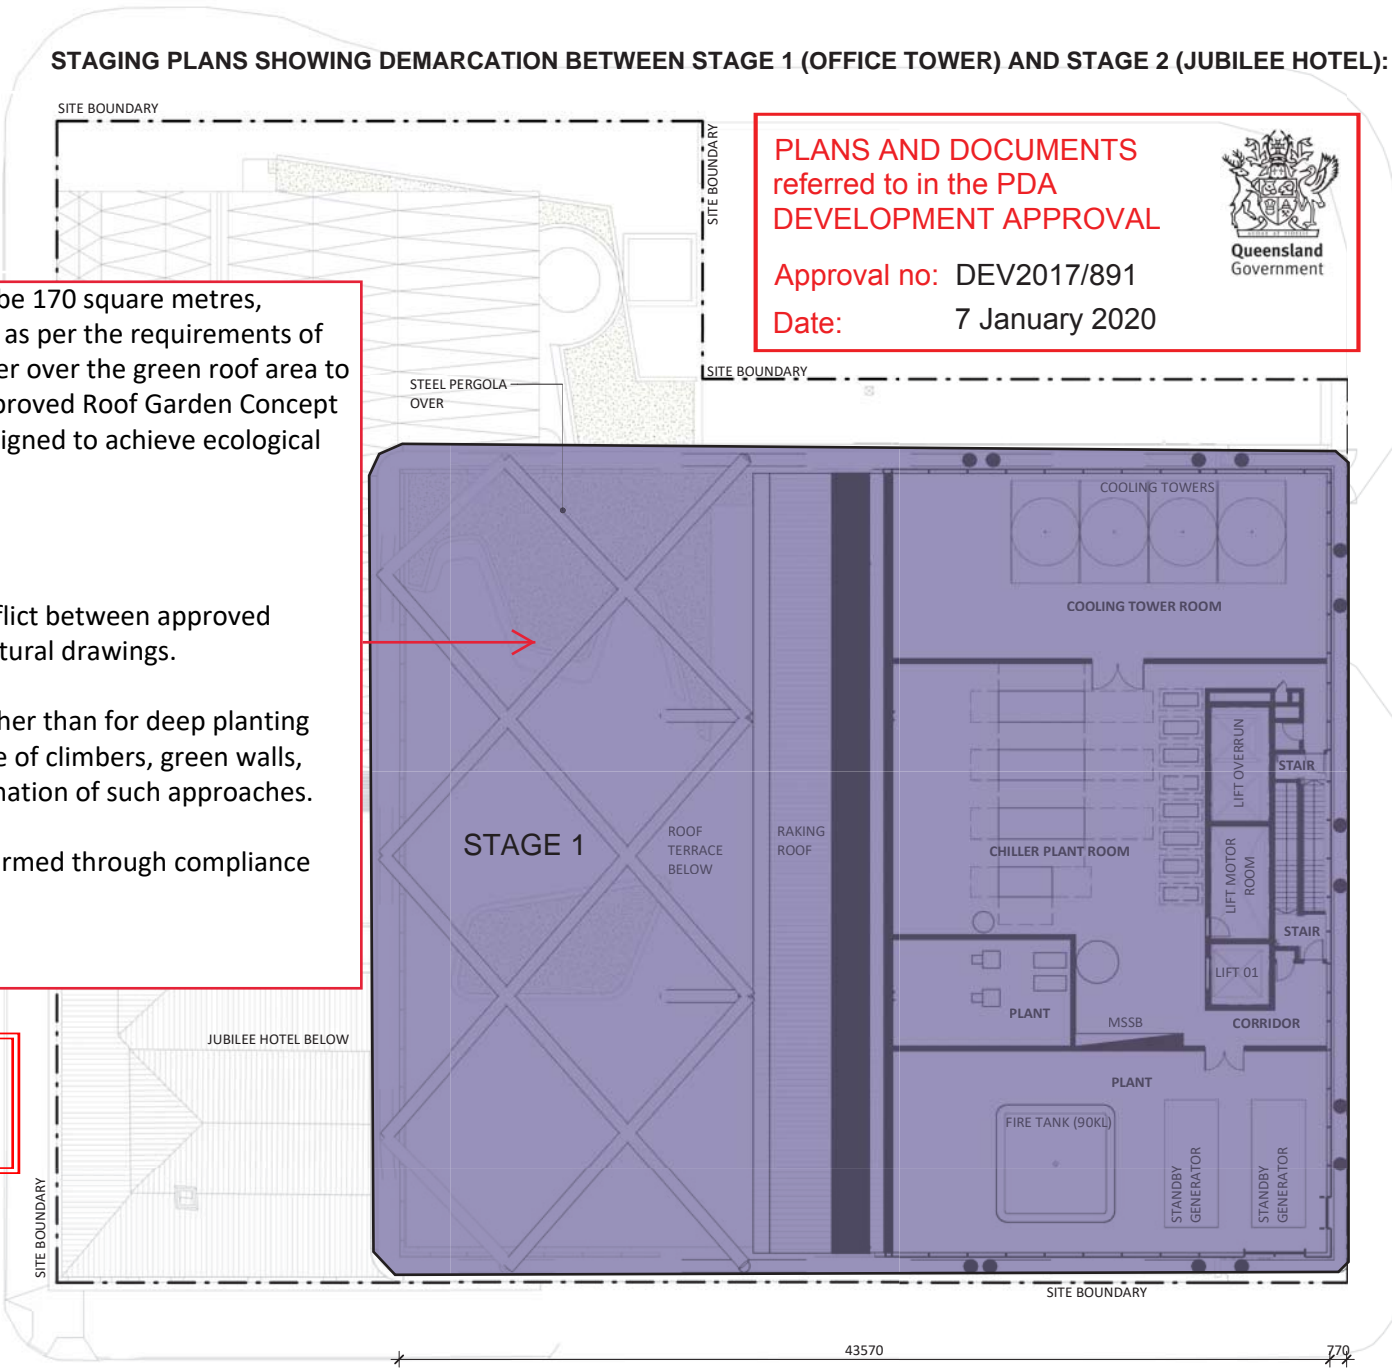 STAGING PLANS SHOWING DEMARCATION BETWEEN STAGE 1 (OFFICE TOWER) AND STAGE 2 (JUBILEE HOTEL):
SITE BOUNDARY
SITE BOUNDARY
PLANS AND DOCUMENTS
referred to in the PDA
DEVELOPMENT APPROVAL
Approval no: DEV2017/891
Date: 7 January 2020
Queensland
Government
be 170 square metres,
as per the requirements of
er over the green roof area to
proved Roof Garden Concept
igned to achieve ecological
flict between approved
tural drawings.
her than for deep planting
e of climbers, green walls,
nation of such approaches.
rmed through compliance
SITE BOUNDARY
STEEL PERGOLA
OVER
COOLING TOWERS
COOLING TOWER ROOM
LIFT OVERRUN
STAIR
STAGE 1
ROOF
TERRACE
BELOW
RAKING
ROOF
CHILLER PLANT ROOM
LIFT MOTOR
ROOM
STAIR
LIFT 01
PLANT
MSSB
CORRIDOR
JUBILEE HOTEL BELOW
PLANT
FIRE TANK (90KL)
STANDBY
GENERATOR
STANDBY
GENERATOR
SITE BOUNDARY
SITE BOUNDARY
43570
770